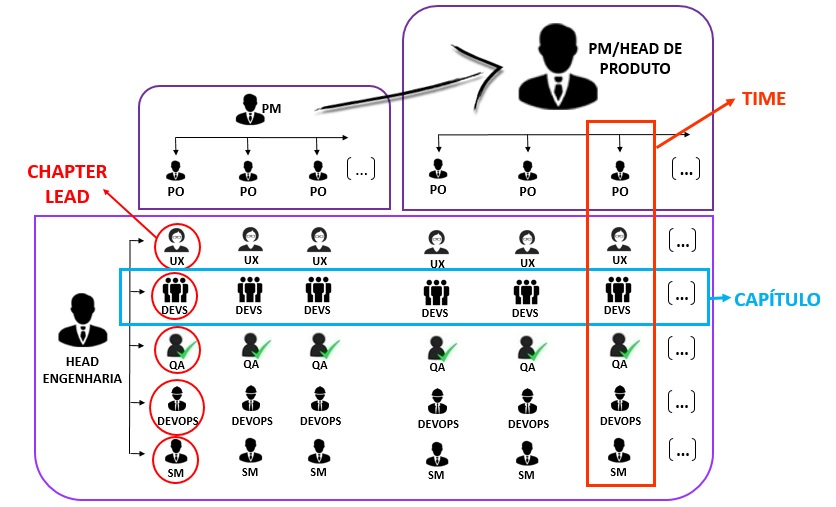 PM/HEAD DE
PRODUTO
PM
TIME
PO PO PO (...)
PO PO PO (...)
CHAPTER
LEAD
UX UX UX UX UX UX (...)
DEVS DEVS DEVS DEVS DEVS DEVS (...)
CAPÍTULO
HEAD
ENGENHARIA
QA QA QA QA QA QA (...)
DEVOPS DEVOPS DEVOPS DEVOPS DEVOPS DEVOPS (...)
SM SM SM SM SM SM (...)